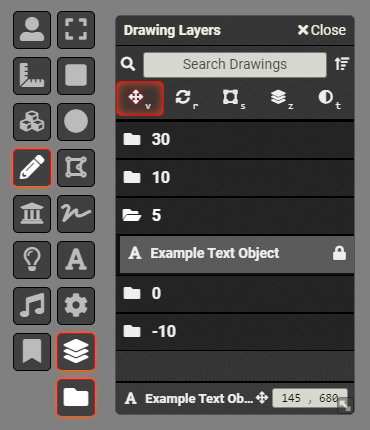 Drawing Layers
Close
Search Drawings
v
r
s
z
t
30
10
5
A Example Text Object
0
-10
A
A Example Text Ob... 145 , 680